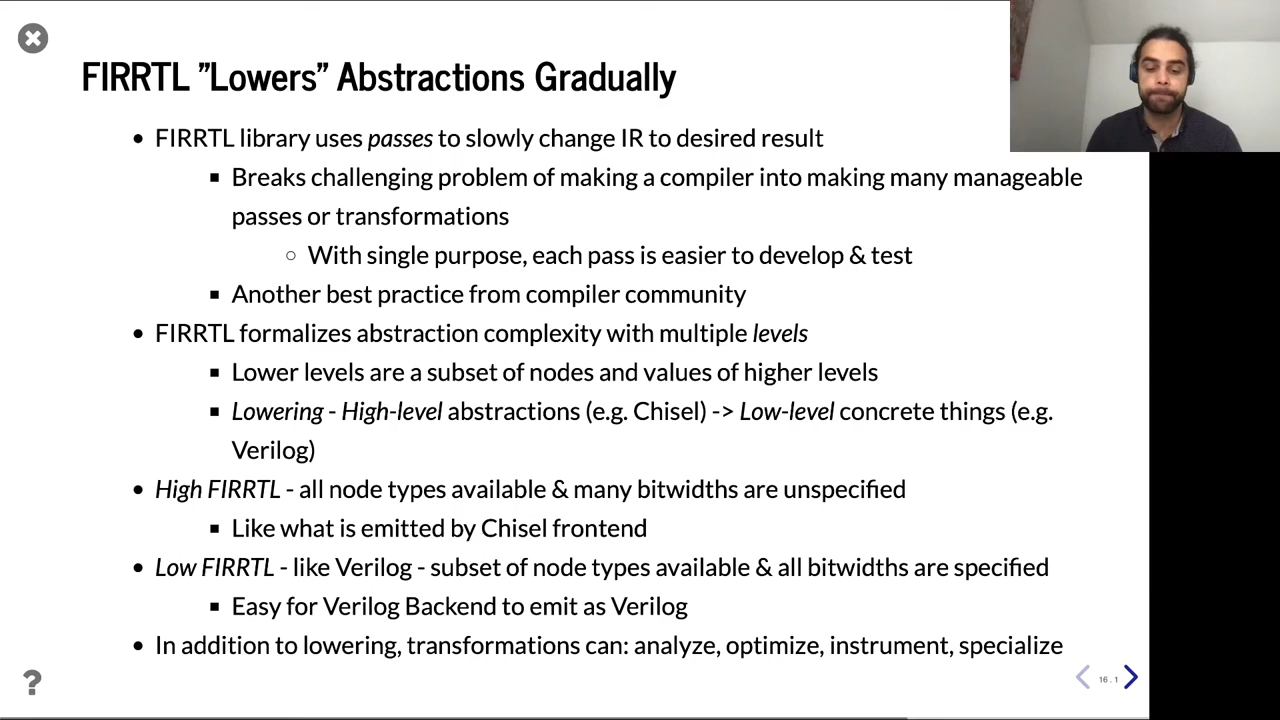 FIRRTL "Lowers" Abstractions Gradually
• FIRRTL library uses passes to slowly change IR to desired result
▪ Breaks challenging problem of making a compiler into making many manageable
passes or transformations
○ With single purpose, each pass is easier to develop & test
▪ Another best practice from compiler community
• FIRRTL formalizes abstraction complexity with multiple levels
▪ Lower levels are a subset of nodes and values of higher levels
▪ Lowering - High-level abstractions (e.g. Chisel) -> Low-level concrete things (e.g.
Verilog)
• High FIRRTL - all node types available & many bitwidths are unspecified
▪ Like what is emitted by Chisel frontend
• Low FIRRTL - like Verilog - subset of node types available & all bitwidths are specified
▪ Easy for Verilog Backend to emit as Verilog
• In addition to lowering, transformations can: analyze, optimize, instrument, specialize
?
16 . 1